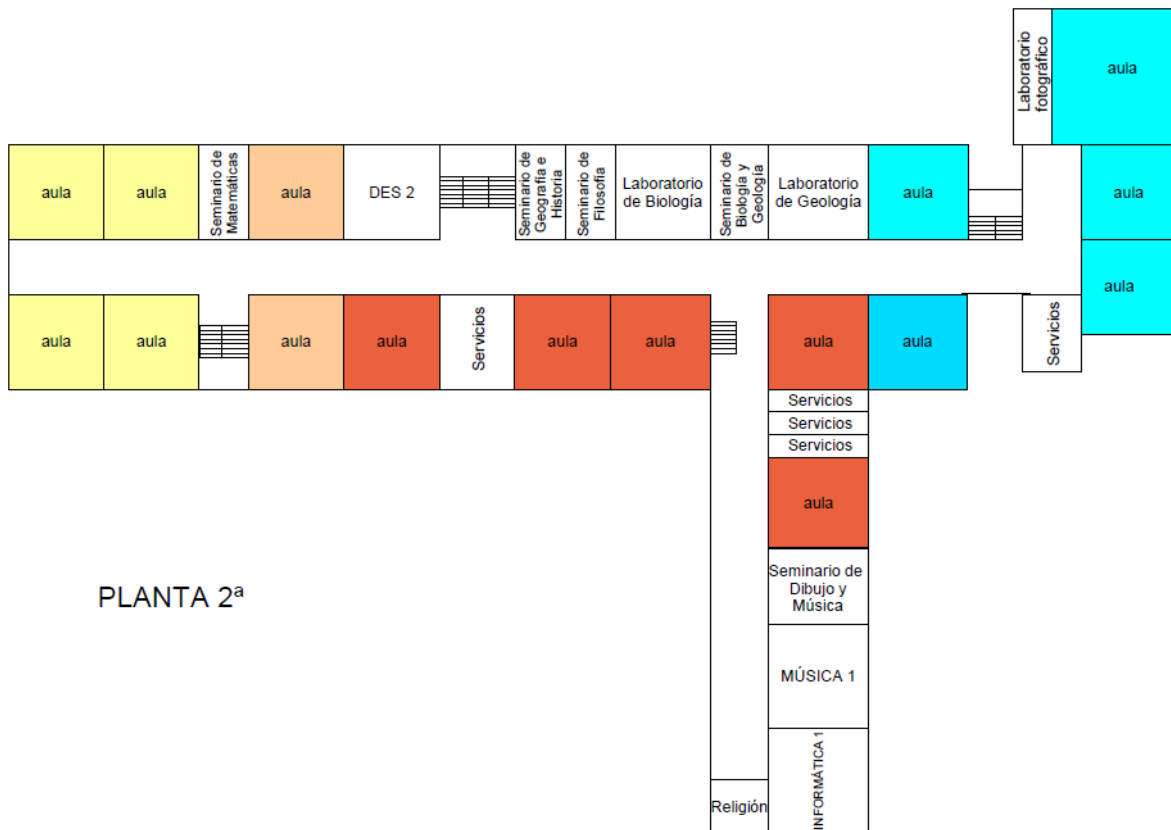 Laboratorio
fotográfico
aula
aula
aula
Seminario de
Matemáticas
aula
DES 2
Seminario de
Geografía e
Historia
Seminario de
Filosofía
Laboratorio
de Biología
Seminario de
Biología y
Geología
Laboratorio
de Geología
aula
aula
aula
aula
aula
aula
aula
Servicios
aula
aula
aula
aula
Servicios
Servicios
Servicios
Servicios
aula
Seminario de
Dibujo y
Música
PLANTA 2ª
MÚSICA 1
INFORMÁTICA 1
Religión